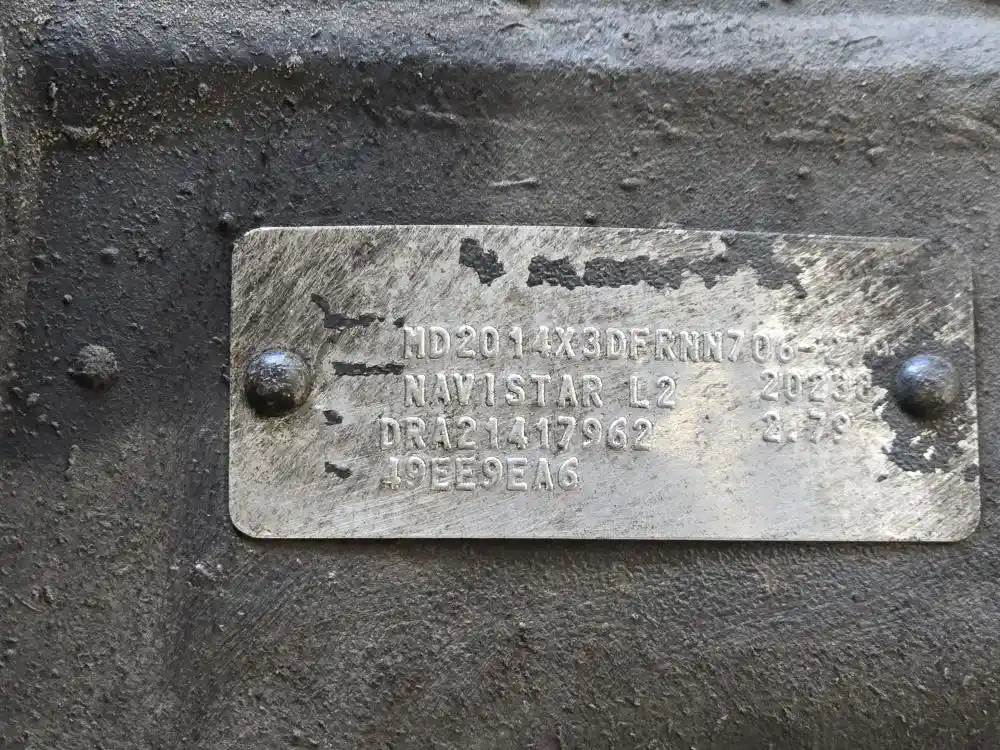 MD2014X3DFRNN706-
NAVISTAR L2 20236
DRA21417962 2.79
49EE9EA6